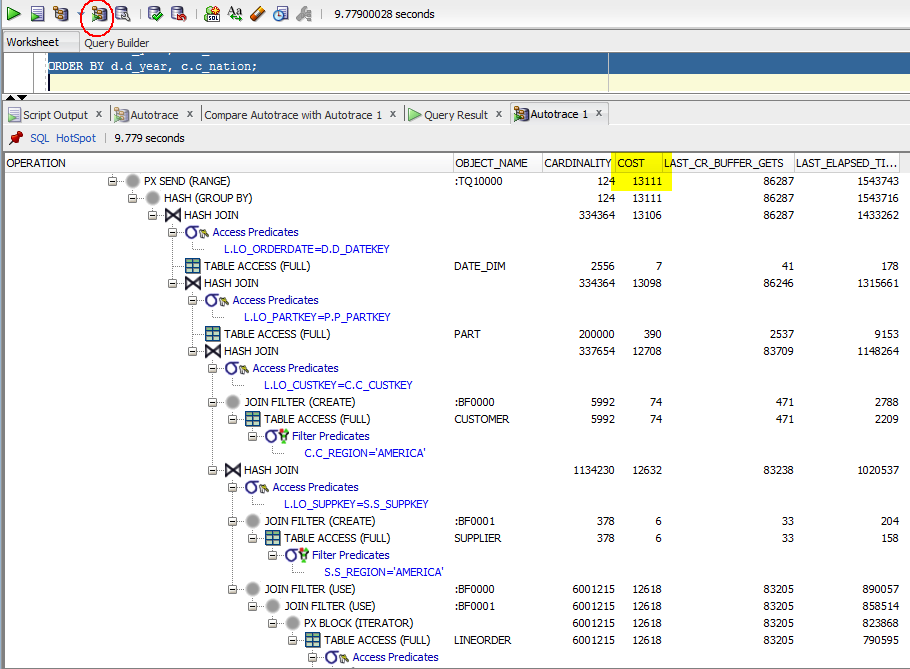 SQL Aa 9.77900028 seconds
Worksheet Query Builder
ORDER BY d.d_year, c.c_nation;
Script Output x Autotrace x Compare Autotrace with Autotrace 1 x Query Result x Autotrace 1 x
SQL HotSpot 9.779 seconds
OPERATION OBJECT_NAME CARDINALITY COST LAST_CR_BUFFER_GETS LAST_ELAPSED_TI...
PX SEND (RANGE) :TQ10000 124 13111 86287 1543743
HASH (GROUP BY) 124 13111 86287 1543716
HASH JOIN 334364 13106 86287 1433262
Access Predicates
L.LO_ORDERDATE=D.D_DATEKEY
TABLE ACCESS (FULL) DATE_DIM 2556 7 41 178
HASH JOIN 334364 13098 86246 1315661
Access Predicates
L.LO_PARTKEY=P.P_PARTKEY
TABLE ACCESS (FULL) PART 200000 390 2537 9153
HASH JOIN 337654 12708 83709 1148264
Access Predicates
L.LO_CUSTKEY=C.C_CUSTKEY
JOIN FILTER (CREATE) :BF0000 5992 74 471 2788
TABLE ACCESS (FULL) CUSTOMER 5992 74 471 2209
Filter Predicates
C.C_REGION='AMERICA'
HASH JOIN 1134230 12632 83238 1020537
Access Predicates
L.LO_SUPPKEY=S.S_SUPPKEY
JOIN FILTER (CREATE) :BF0001 378 6 33 204
TABLE ACCESS (FULL) SUPPLIER 378 6 33 158
Filter Predicates
S.S_REGION='AMERICA'
JOIN FILTER (USE) :BF0000 6001215 12618 83205 890057
JOIN FILTER (USE) :BF0001 6001215 12618 83205 858514
PX BLOCK (ITERATOR) 6001215 12618 83205 823868
TABLE ACCESS (FULL) LINEORDER 6001215 12618 83205 790595
Access Predicates